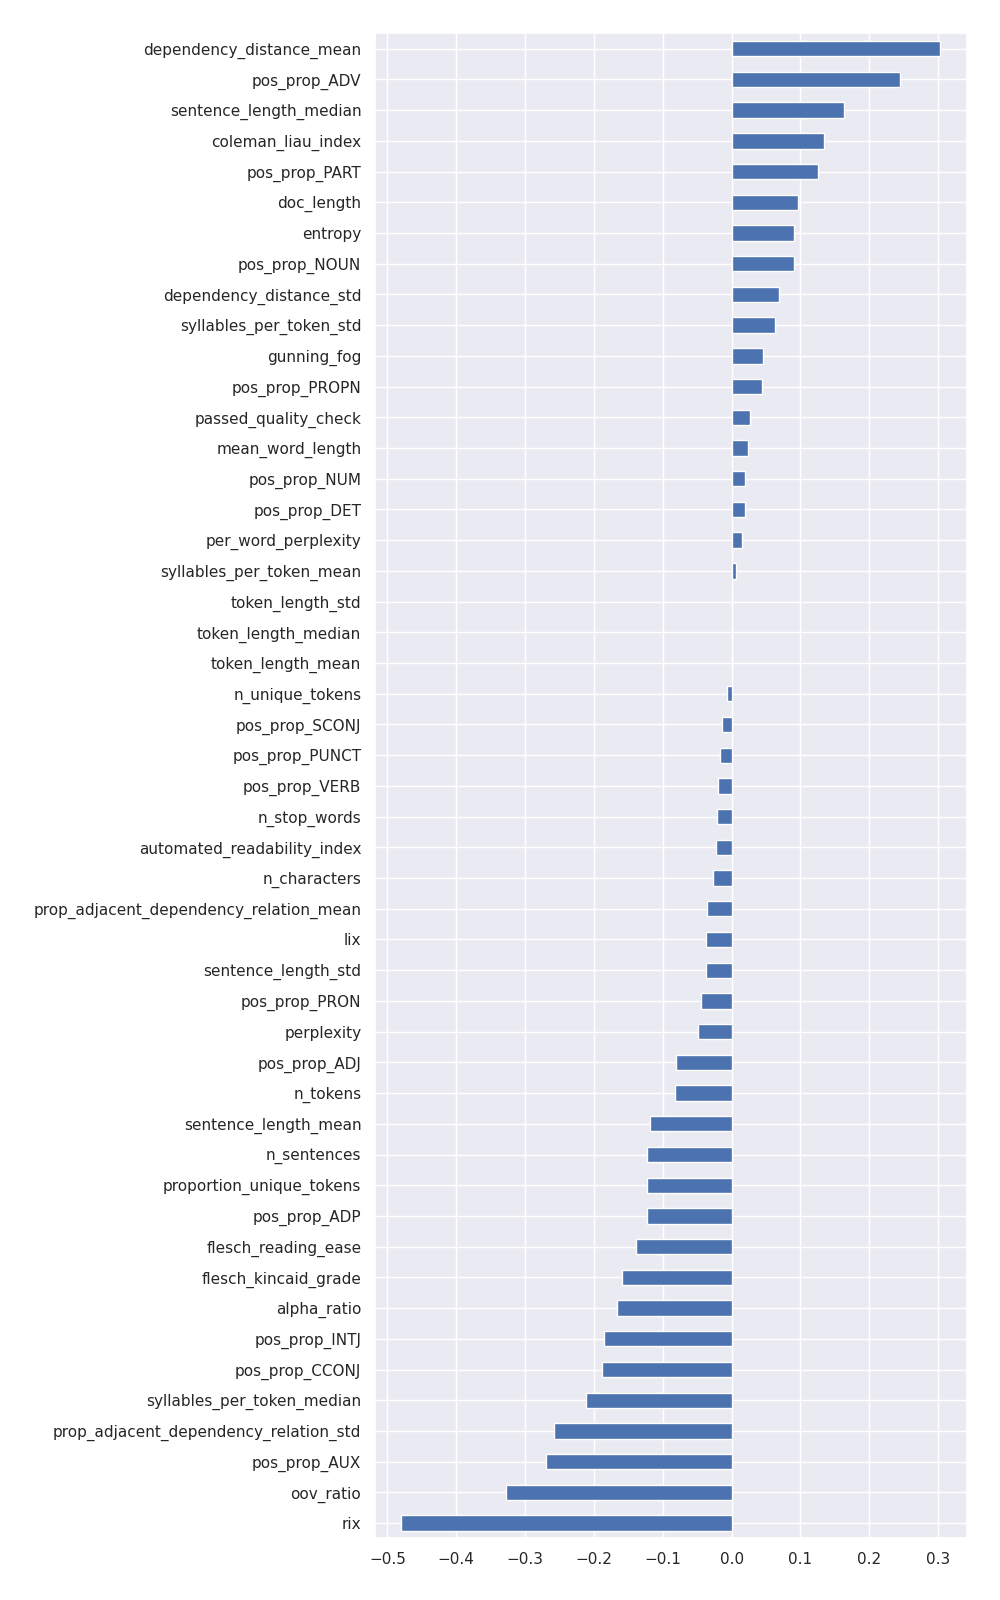 dependency_distance_mean
pos_prop_ADV
sentence_length_median
coleman_liau_index
pos_prop_PART
doc_length
entropy
pos_prop_NOUN
dependency_distance_std
syllables_per_token_std
gunning_fog
pos_prop_PROPN
passed_quality_check
mean_word_length
pos_prop_NUM
pos_prop_DET
per_word_perplexity
syllables_per_token_mean
token_length_std
token_length_median
token_length_mean
n_unique_tokens
pos_prop_SCONJ
pos_prop_PUNCT
pos_prop_VERB
n_stop_words
automated_readability_index
n_characters
prop_adjacent_dependency_relation_mean
lix
sentence_length_std
pos_prop_PRON
perplexity
pos_prop_ADJ
n_tokens
sentence_length_mean
n_sentences
proportion_unique_tokens
pos_prop_ADP
flesch_reading_ease
flesch_kincaid_grade
alpha_ratio
pos_prop_INTJ
pos_prop_CCONJ
syllables_per_token_median
prop_adjacent_dependency_relation_std
pos_prop_AUX
oov_ratio
rix
−0.5 −0.4 −0.3 −0.2 −0.1 0.0 0.1 0.2 0.3